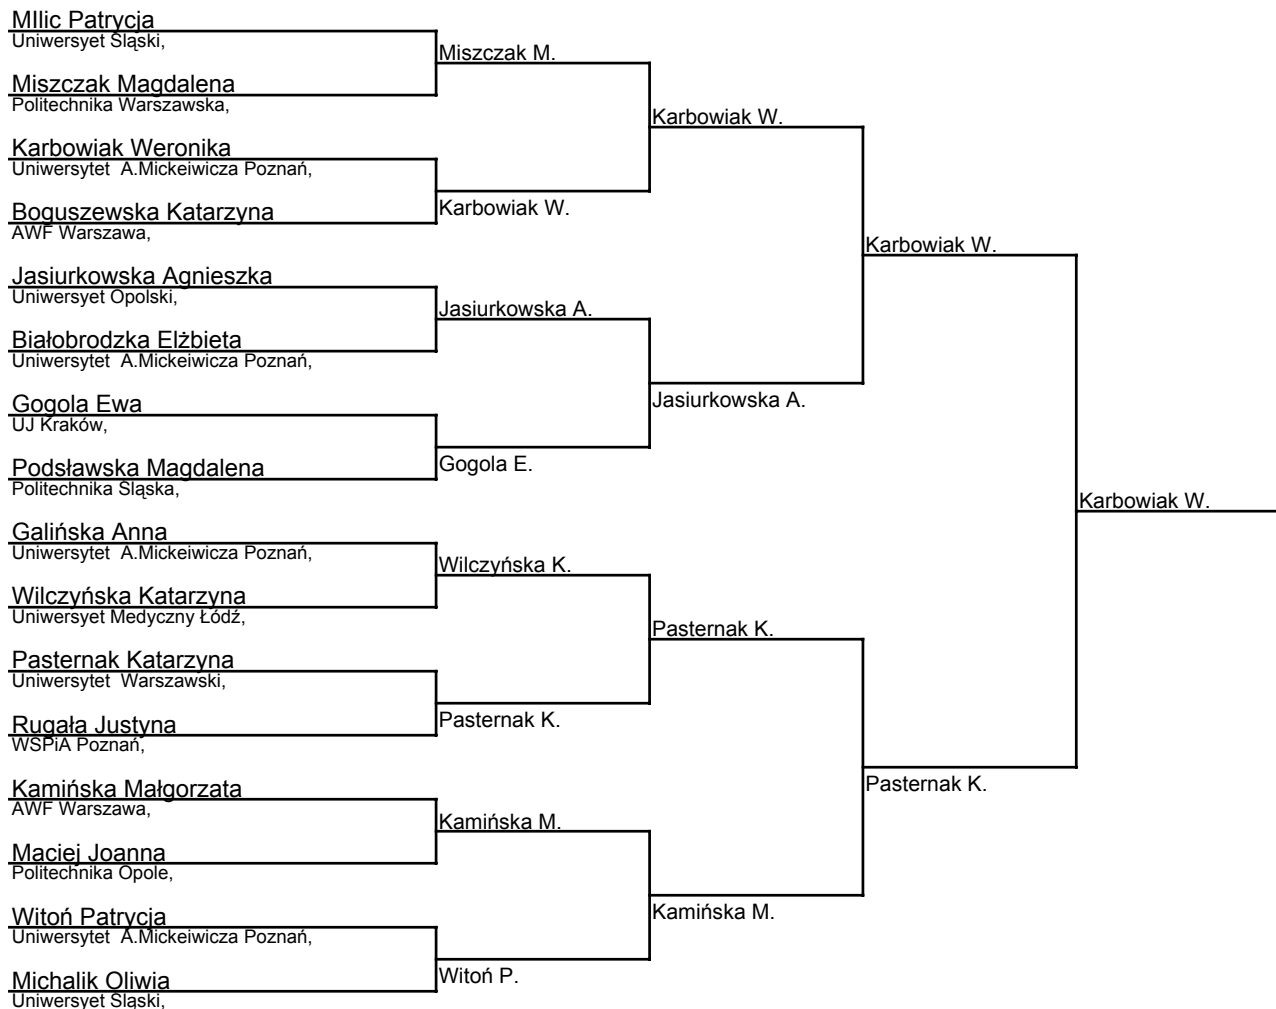 MIlic Patrycja
Uniwersyet Śląski,
Miszczak M.
Miszczak Magdalena
Politechnika Warszawska,
Karbowiak W.
Karbowiak Weronika
Uniwersytet  A.Mickeiwicza Poznań,
Karbowiak W.
Boguszewska Katarzyna
AWF Warszawa,
Karbowiak W.
Jasiurkowska Agnieszka
Uniwersyet Opolski,
Jasiurkowska A.
Białobrodzka Elżbieta
Uniwersytet  A.Mickeiwicza Poznań,
Jasiurkowska A.
Gogola Ewa
UJ Kraków,
Gogola E.
Podsławska Magdalena
Politechnika Śląska,
Karbowiak W.
Galińska Anna
Uniwersytet  A.Mickeiwicza Poznań,
Wilczyńska K.
Wilczyńska Katarzyna
Uniwersyet Medyczny Łódź,
Pasternak K.
Pasternak Katarzyna
Uniwersytet  Warszawski,
Pasternak K.
Rugała Justyna
WSPiA Poznań,
Pasternak K.
Kamińska Małgorzata
AWF Warszawa,
Kamińska M.
Maciej Joanna
Politechnika Opole,
Kamińska M.
Witoń Patrycja
Uniwersytet  A.Mickeiwicza Poznań,
Witoń P.
Michalik Oliwia
Uniwersyet Śląski,